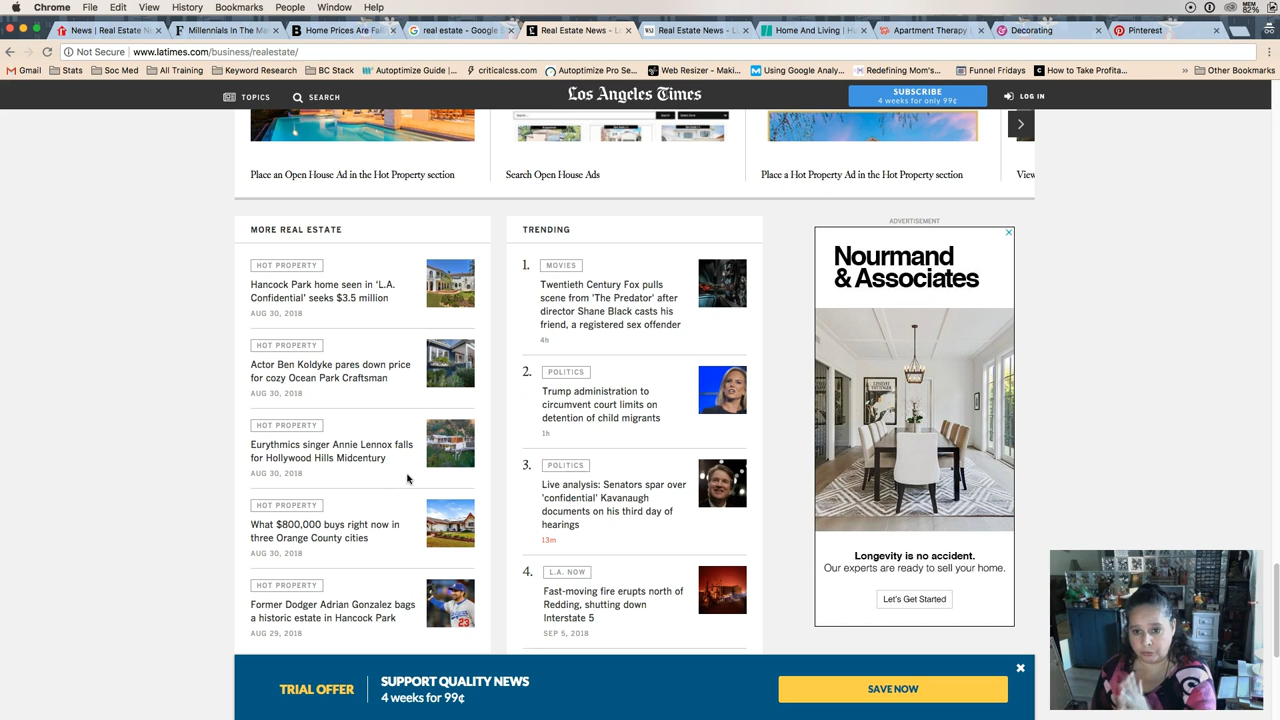 Chrome File Edit View History Bookmarks People Window Help
MEM
82%
News | Real Estate Ne
Millennials In The Ma
Home Prices Are Fall
real estate - Google S
Real Estate News - L
Real Estate News - L
Home And Living | Hu
Apartment Therapy |
Decorating
Pinterest
Not Secure | www.latimes.com/business/realestate/
Gmail
Stats
Soc Med
All Training
Keyword Research
BC Stack
Autoptimize Guide |...
criticalcss.com
Autoptimize Pro Se...
Web Resizer - Maki...
Using Google Analy...
Redefining Mom's...
Funnel Fridays
How to Take Profita...
»
Other Bookmarks
TOPICS
SEARCH
Los Angeles Times
SUBSCRIBE
4 weeks for only 99¢
LOG IN
Place an Open House Ad in the Hot Property section
Search Open House Ads
Place a Hot Property Ad in the Hot Property section
View
MORE REAL ESTATE
HOT PROPERTY
Hancock Park home seen in 'L.A.
Confidential' seeks $3.5 million
AUG 30, 2018
HOT PROPERTY
Actor Ben Koldyke pares down price
for cozy Ocean Park Craftsman
AUG 30, 2018
HOT PROPERTY
Eurythmics singer Annie Lennox falls
for Hollywood Hills Midcentury
AUG 30, 2018
HOT PROPERTY
What $800,000 buys right now in
three Orange County cities
AUG 30, 2018
HOT PROPERTY
Former Dodger Adrian Gonzalez bags
a historic estate in Hancock Park
AUG 29, 2018
23
TRENDING
1.
MOVIES
Twentieth Century Fox pulls
scene from 'The Predator' after
director Shane Black casts his
friend, a registered sex offender
4h
2.
POLITICS
Trump administration to
circumvent court limits on
detention of child migrants
1h
3.
POLITICS
Live analysis: Senators spar over
'confidential' Kavanaugh
documents on his third day of
hearings
13m
4.
L.A. NOW
Fast-moving fire erupts north of
Redding, shutting down
Interstate 5
SEP 5, 2018
ADVERTISEMENT
Nourmand
& Associates
Longevity is no accident.
Our experts are ready to sell your home.
Let's Get Started
TRIAL OFFER
SUPPORT QUALITY NEWS
4 weeks for 99¢
SAVE NOW